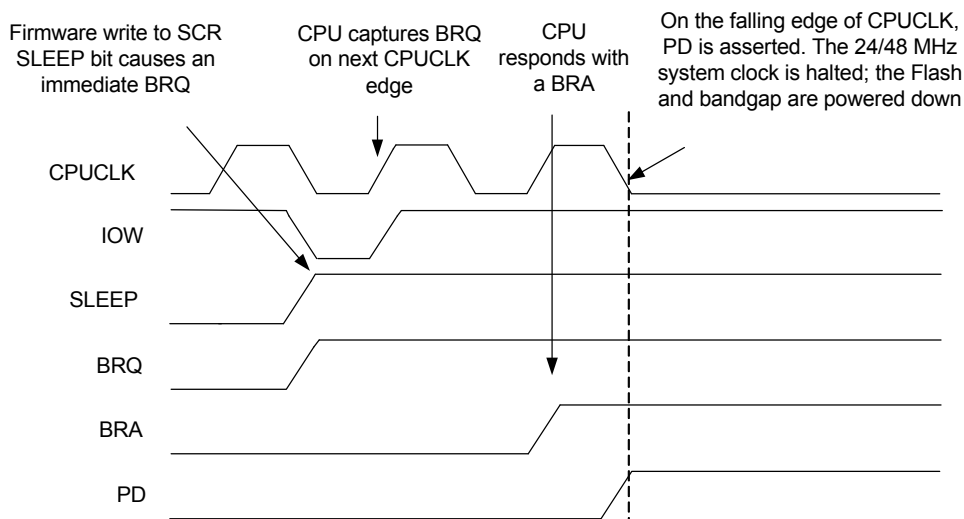 Firmware write to SCR
SLEEP bit causes an
immediate BRQ
CPU captures BRQ
on next CPUCLK
edge
CPU
responds with
a BRA
On the falling edge of CPUCLK,
PD is asserted. The 24/48 MHz
system clock is halted; the Flash
and bandgap are powered down
CPUCLK
IOW
SLEEP
BRQ
BRA
PD